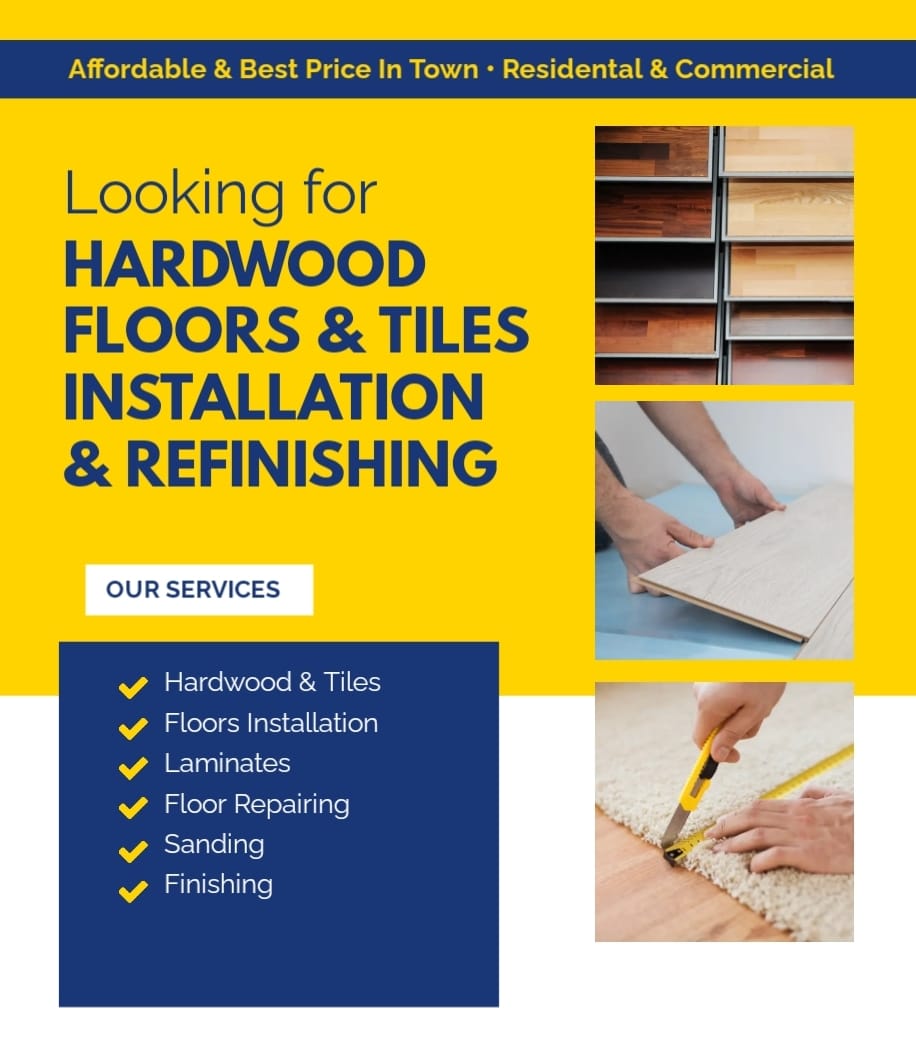 Affordable & Best Price In Town • Residental & Commercial
Looking for
HARDWOOD
FLOORS & TILES
INSTALLATION
& REFINISHING
OUR SERVICES
Hardwood & Tiles
Floors Installation
Laminates
Floor Repairing
Sanding
Finishing